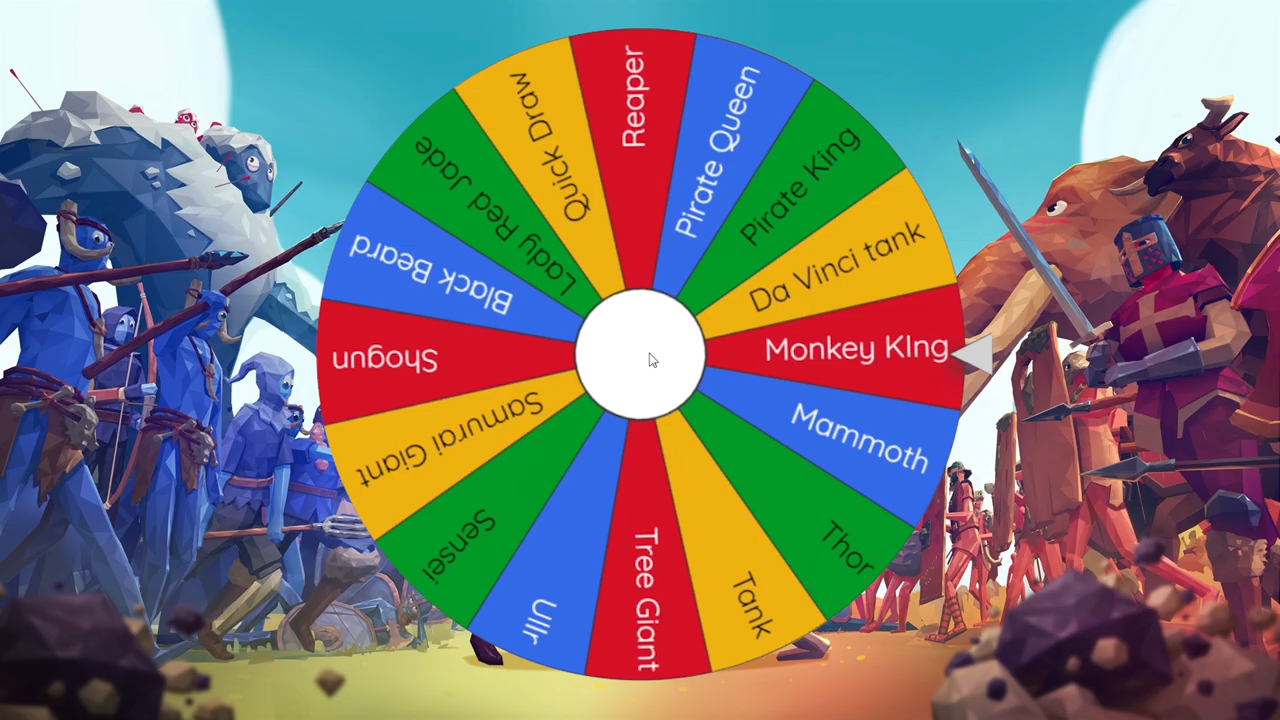 Reaper
Pirate Queen
Pirate King
Da Vinci tank
Monkey KIng
Mammoth
Thor
Tank
Tree Giant
Ullr
Sensei
Samurai Giant
Shogun
Black Beard
Lady Red Jade
Quick Draw